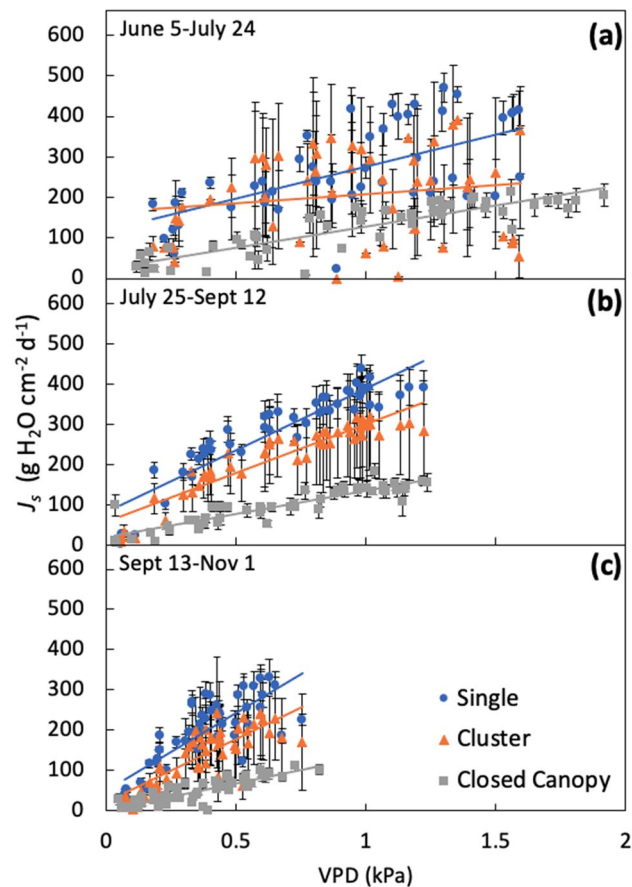 June 5-July 24
(a)
600
500
400
300
200
100
0
July 25-Sept 12
(b)
600
500
400
300
200
100
0
Js (g H2O cm-2 d-1)
Sept 13-Nov 1
(c)
600
500
400
300
200
100
0
Single
Cluster
Closed Canopy
0 0.5 1 1.5 2
VPD (kPa)